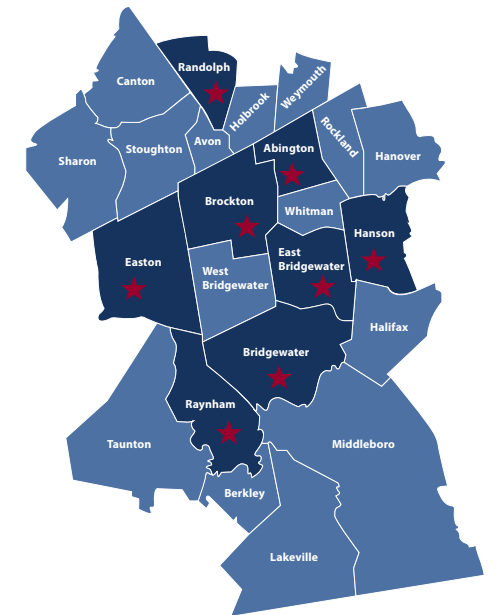 Randolph
Canton
Weymouth
Holbrook
Rockland
Avon
Abington
Stoughton
Hanover
Sharon
Brockton
Whitman
Hanson
Easton
East
Bridgewater
West
Bridgewater
Halifax
Bridgewater
Raynham
Taunton
Middleboro
Berkley
Lakeville